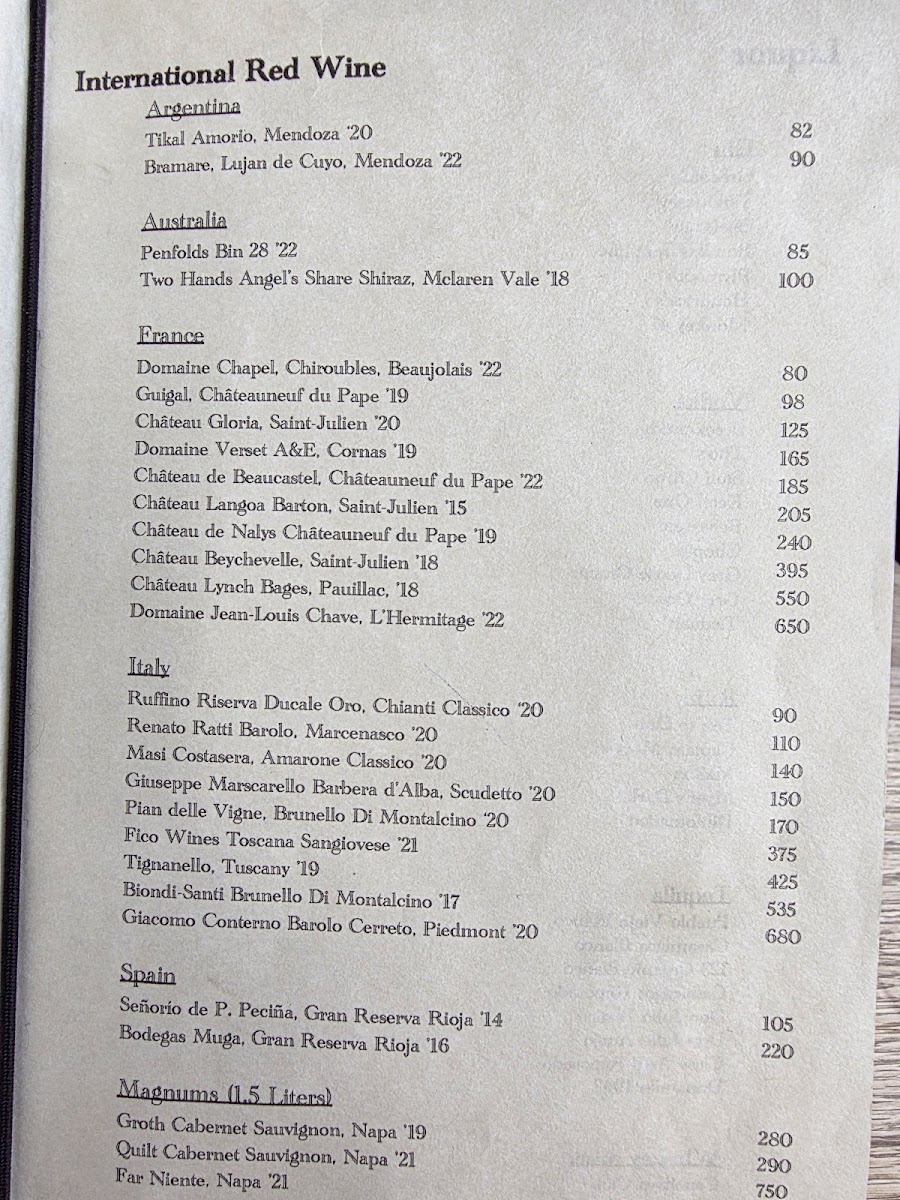 International Red Wine
Argentina
Tikal Amorio, Mendoza '20 82
Bramare, Lujan de Cuyo, Mendoza '22 90
Australia
Penfolds Bin 28 '22 85
Two Hands Angel's Share Shiraz, Mclaren Vale '18 100
France
Domaine Chapel, Chiroubles, Beaujolais '22 80
Guigal, Châteauneuf du Pape '19 98
Château Gloria, Saint-Julien '20 125
Domaine Verset A&E, Cornas '19 165
Château de Beaucastel, Châteauneuf du Pape '22 185
Château Langoa Barton, Saint-Julien '15 205
Château de Nalys Châteauneuf du Pape '19 240
Château Beychevelle, Saint-Julien '18 395
Château Lynch Bages, Pauillac, '18 550
Domaine Jean-Louis Chave, L'Hermitage '22 650
Italy
Ruffino Riserva Ducale Oro, Chianti Classico '20 90
Renato Ratti Barolo, Marcenasco '20 110
Masi Costasera, Amarone Classico '20 140
Giuseppe Marscarello Barbera d'Alba, Scudetto '20 150
Pian delle Vigne, Brunello Di Montalcino '20 170
Fico Wines Toscana Sangiovese '21 375
Tignanello, Tuscany '19 425
Biondi-Santi Brunello Di Montalcino '17 535
Giacomo Conterno Barolo Cerreto, Piedmont '20 680
Spain
Señorío de P. Peciña, Gran Reserva Rioja '14 105
Bodegas Muga, Gran Reserva Rioja '16 220
Magnums (1.5 Liters)
Groth Cabernet Sauvignon, Napa '19 280
Quilt Cabernet Sauvignon, Napa '21 290
Far Niente, Napa '21 750